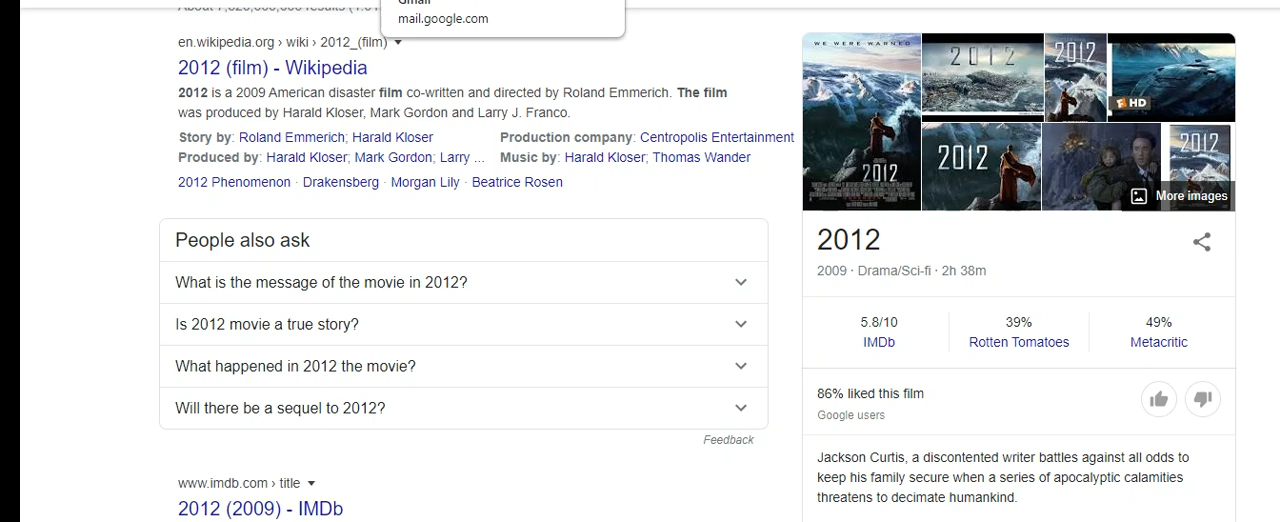 Gmail
mail.google.com
en.wikipedia.org › wiki › 2012_(film)
2012 (film) - Wikipedia
2012 is a 2009 American disaster film co-written and directed by Roland Emmerich. The film
was produced by Harald Kloser, Mark Gordon and Larry J. Franco.
Story by: Roland Emmerich; Harald Kloser
Production company: Centropolis Entertainment
Produced by: Harald Kloser; Mark Gordon; Larry ...
Music by: Harald Kloser; Thomas Wander
2012 Phenomenon · Drakensberg · Morgan Lily · Beatrice Rosen
People also ask
What is the message of the movie in 2012?
Is 2012 movie a true story?
What happened in 2012 the movie?
Will there be a sequel to 2012?
Feedback
www.imdb.com › title
2012 (2009) - IMDb
WE WERE WARNED
2012
2012
2012
HD
2012
2012
More images
2012
2009 · Drama/Sci-fi · 2h 38m
5.8/10
IMDb
39%
Rotten Tomatoes
49%
Metacritic
86% liked this film
Google users
Jackson Curtis, a discontented writer battles against all odds to
keep his family secure when a series of apocalyptic calamities
threatens to decimate humankind.